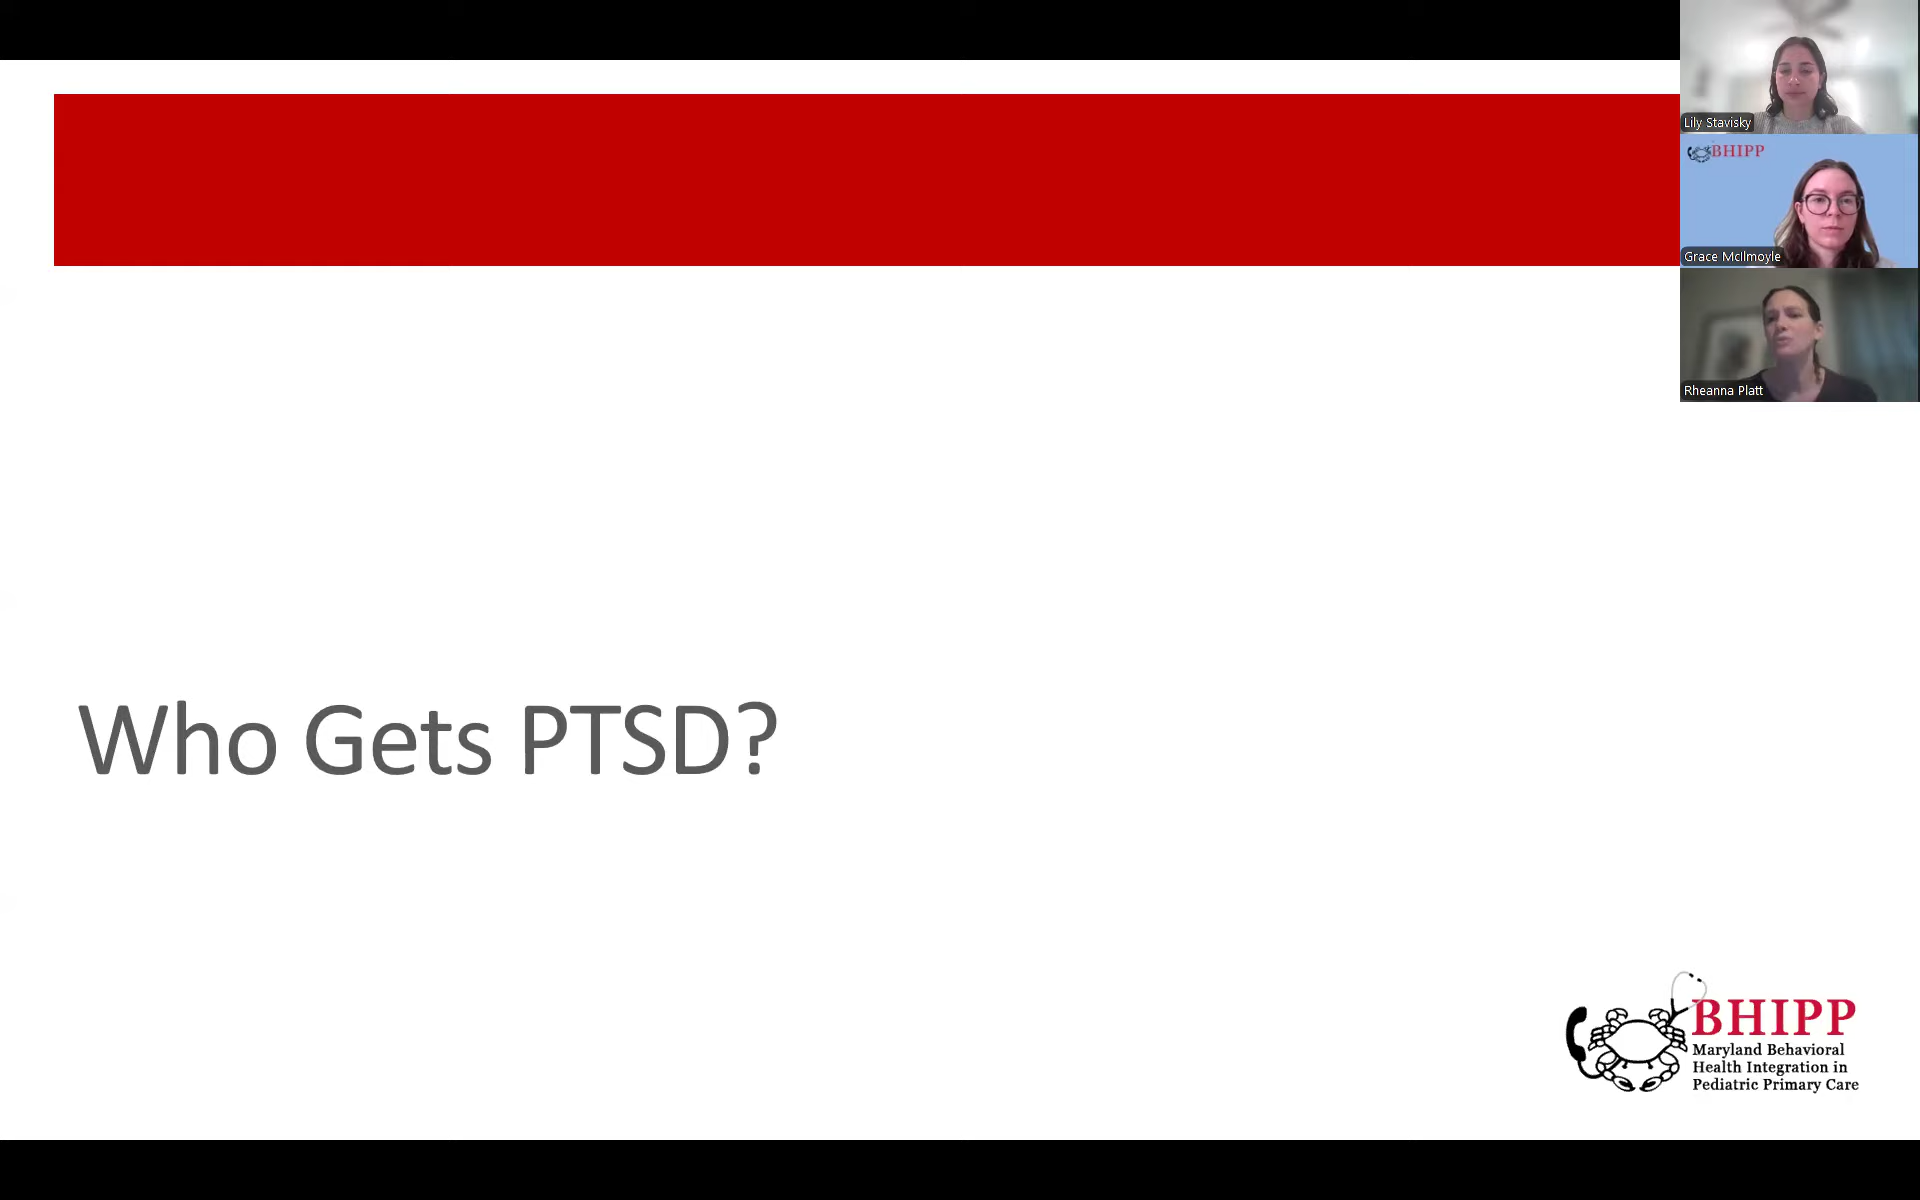 Lily Stavisky
BHIPP
Grace McIlmoyle
Rheanna Platt
Who Gets PTSD?
BHIPP
Maryland Behavioral
Health Integration in
Pediatric Primary Care